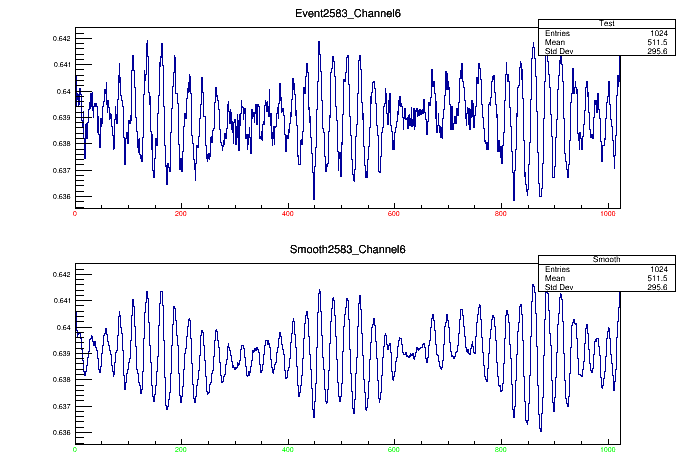 Event2583_Channel6
Test
Entries 1024
Mean 511.5
Std Dev 295.6
0.642
0.641
0.64
0.639
0.638
0.637
0.636
0 200 400 600 800 1000
Smooth2583_Channel6
Smooth
Entries 1024
Mean 511.5
Std Dev 295.6
0.642
0.641
0.64
0.639
0.638
0.637
0.636
0 200 400 600 800 1000